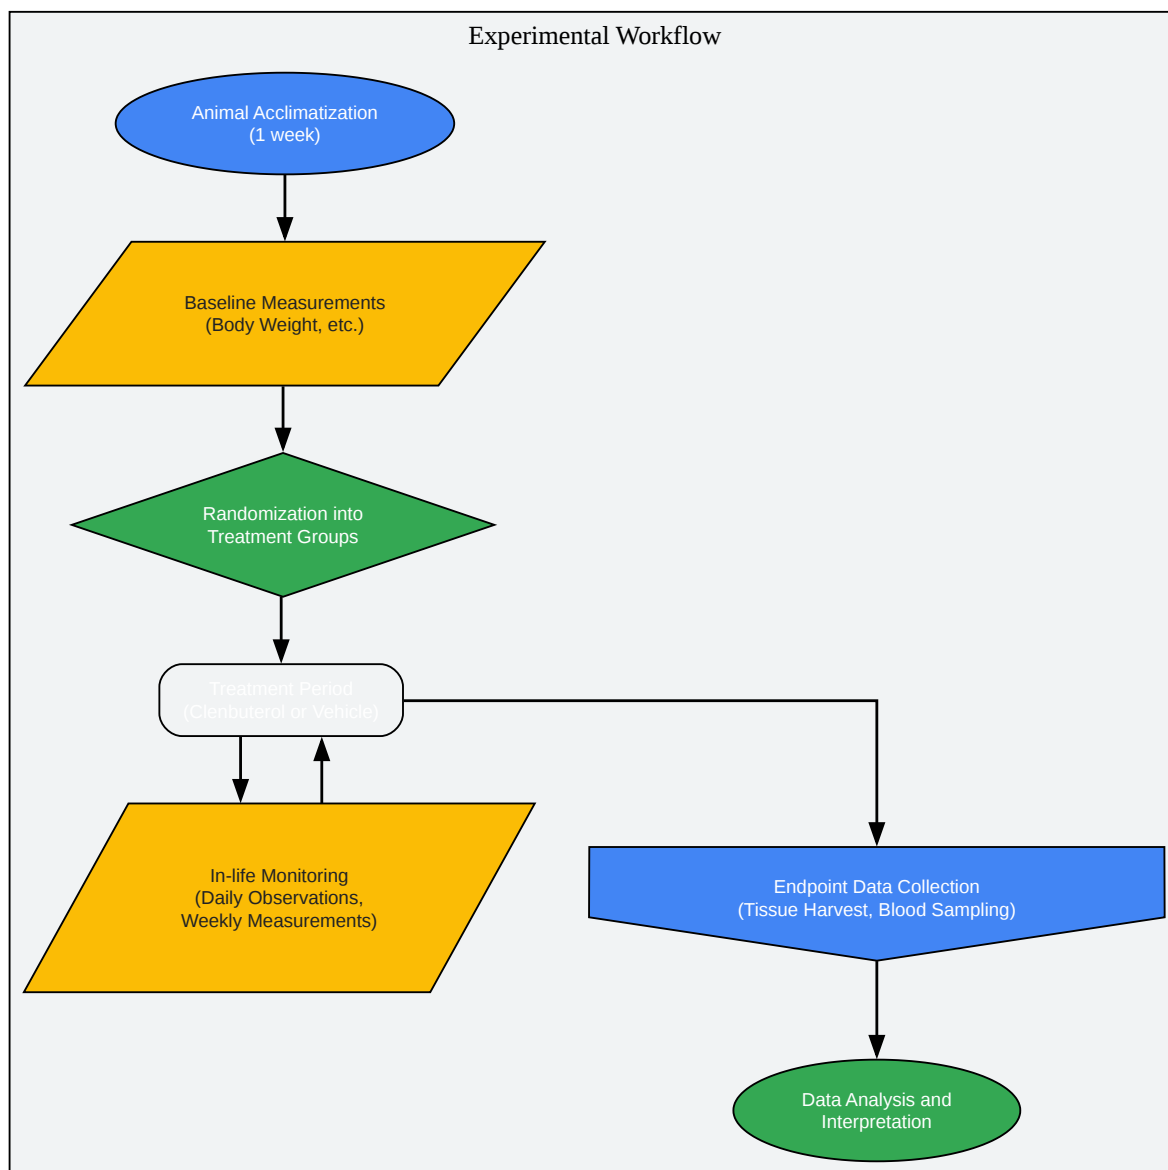 Experimental Workflow
Animal Acclimatization
(1 week)
Baseline Measurements
(Body Weight, etc.)
Randomization into
Treatment Groups
Treatment Period
(Clenbuterol or Vehicle)
In-life Monitoring
(Daily Observations,
Weekly Measurements)
Endpoint Data Collection
(Tissue Harvest, Blood Sampling)
Data Analysis and
Interpretation